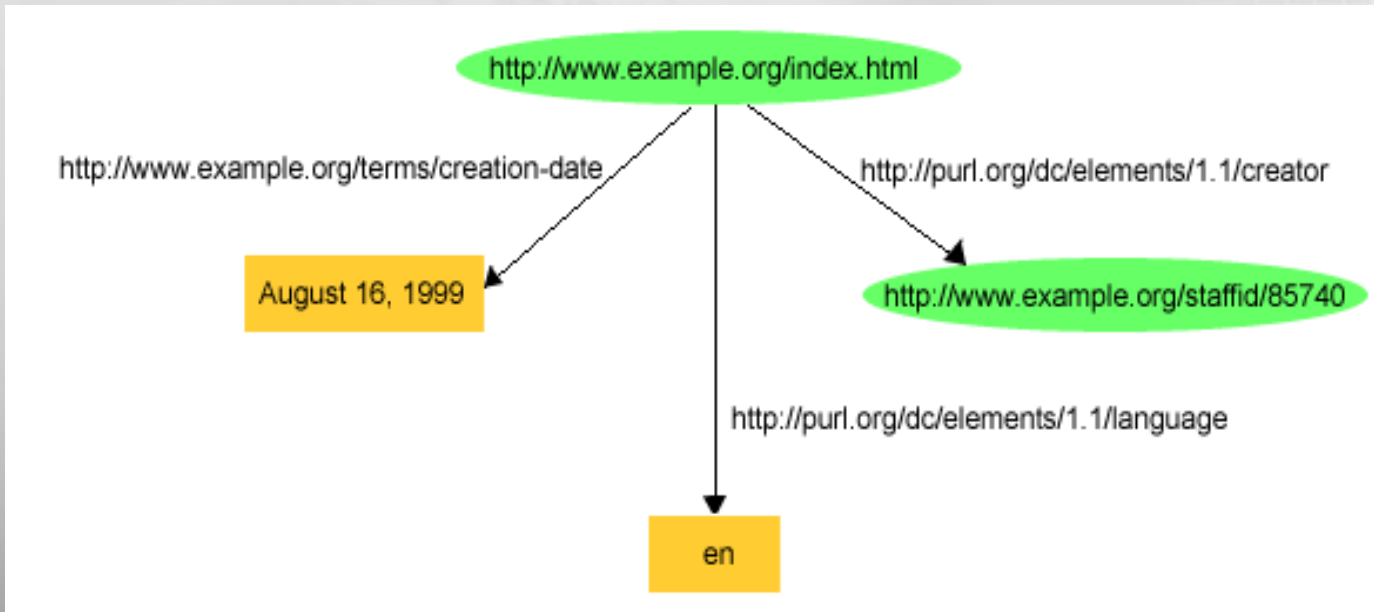 http://www.example.org/index.html
http://www.example.org/terms/creation-date
http://purl.org/dc/elements/1.1/creator
August 16, 1999
http://www.example.org/staffid/85740
http://purl.org/dc/elements/1.1/language
en